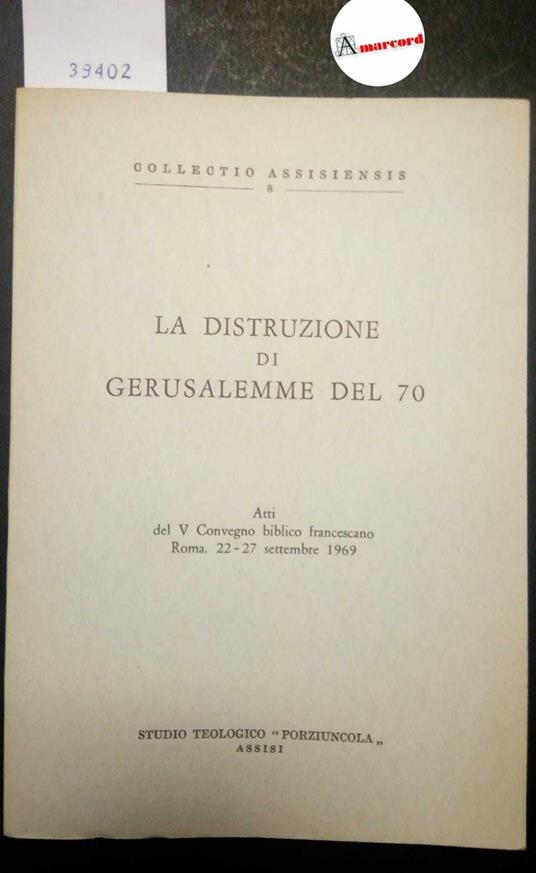 Amarcord
39402
COLLECTIO ASSISIENSIS
8
LA DISTRUZIONE
DI
GERUSALEMME DEL 70
Atti
del V Convegno biblico francescano
Roma, 22-27 settembre 1969
STUDIO TEOLOGICO "PORZIUNCOLA„
ASSISI